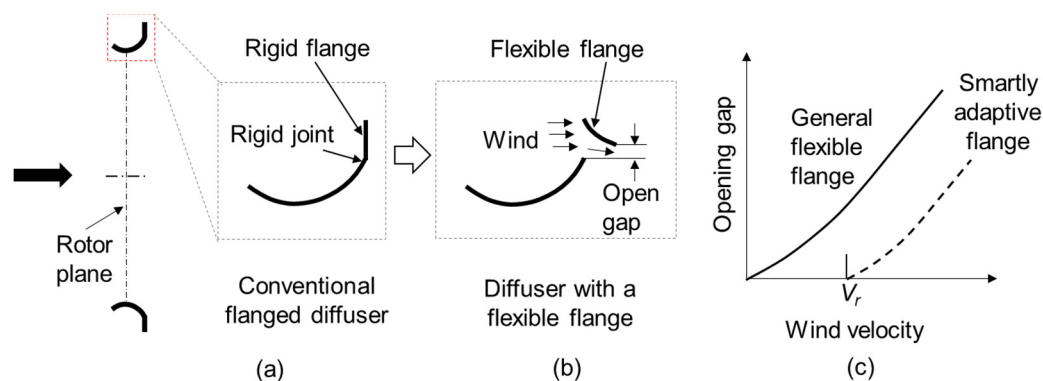 Rotor
plane
Rigid flange
Rigid joint
Conventional
flanged diffuser
(a)
Flexible flange
Wind
Open
gap
Diffuser with a
flexible flange
(b)
Opening gap
General
flexible
flange
Smartly
adaptive
flange
Vr
Wind velocity
(c)